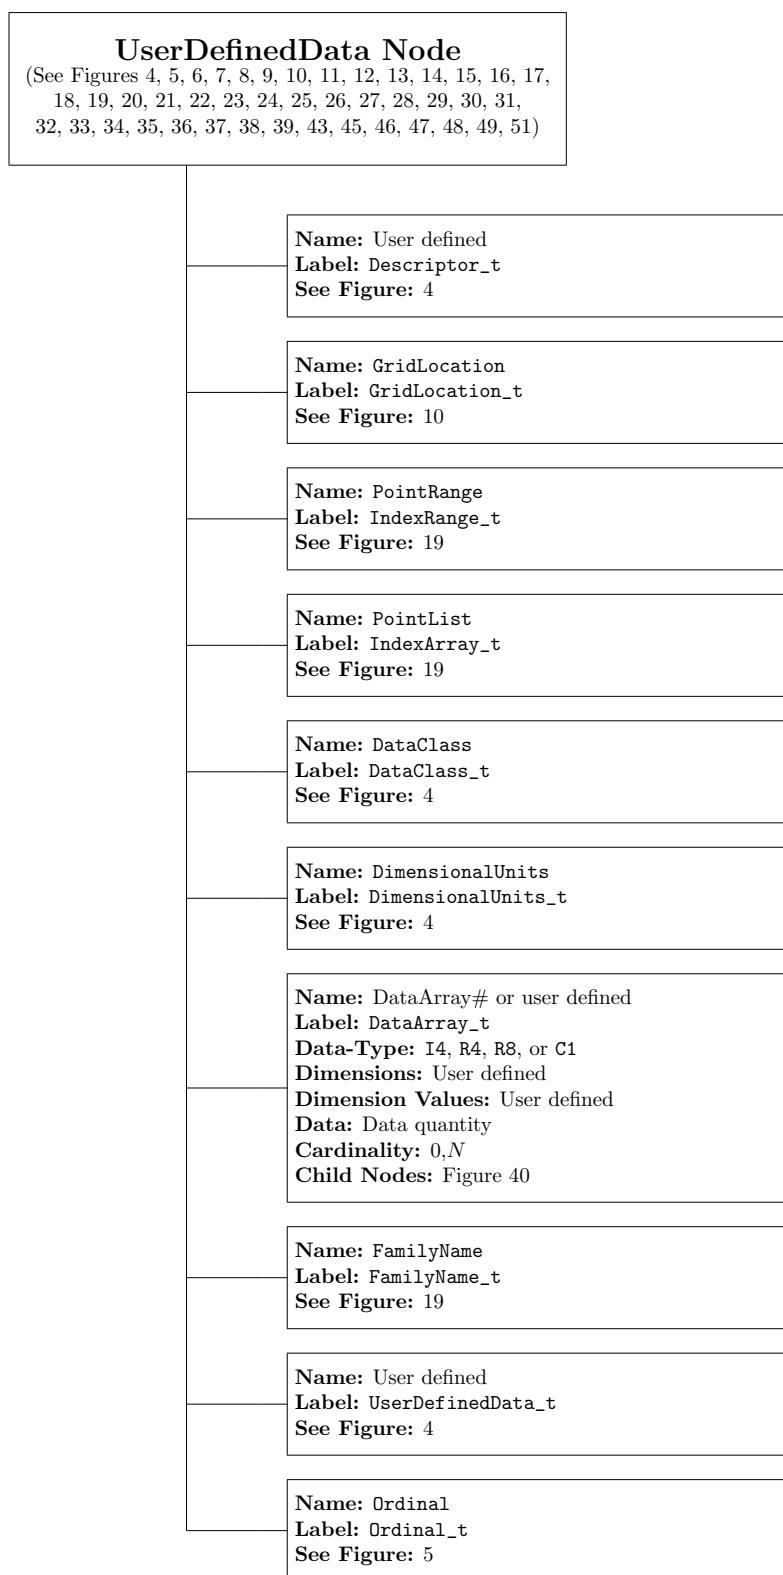 UserDefinedData Node
(See Figures 4, 5, 6, 7, 8, 9, 10, 11, 12, 13, 14, 15, 16, 17,
18, 19, 20, 21, 22, 23, 24, 25, 26, 27, 28, 29, 30, 31,
32, 33, 34, 35, 36, 37, 38, 39, 43, 45, 46, 47, 48, 49, 51)
Name: User defined
Label: Descriptor_t
See Figure: 4
Name: GridLocation
Label: GridLocation_t
See Figure: 10
Name: PointRange
Label: IndexRange_t
See Figure: 19
Name: PointList
Label: IndexArray_t
See Figure: 19
Name: DataClass
Label: DataClass_t
See Figure: 4
Name: DimensionalUnits
Label: DimensionalUnits_t
See Figure: 4
Name: DataArray# or user defined
Label: DataArray_t
Data-Type: I4, R4, R8, or C1
Dimensions: User defined
Dimension Values: User defined
Data: Data quantity
Cardinality: 0,N
Child Nodes: Figure 40
Name: FamilyName
Label: FamilyName_t
See Figure: 19
Name: User defined
Label: UserDefinedData_t
See Figure: 4
Name: Ordinal
Label: Ordinal_t
See Figure: 5